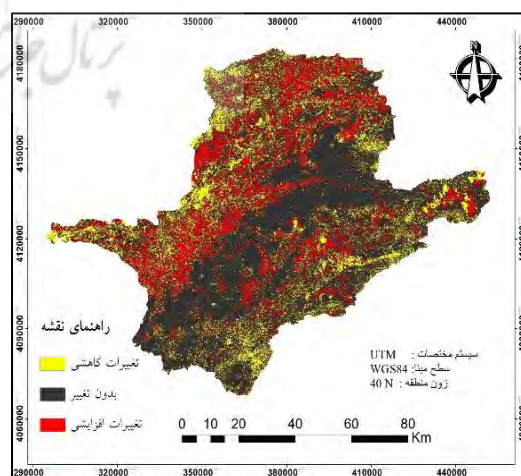 290000 320000 350000 380000 410000 440000
پرتال جا
N
4180000
4150000
4120000
4090000
4060000
راهنمای نقشه
تغییرات کاهشی
بدون تغییر
تغییرات افزایشی
سیستم مختصات : UTM
سطح مبنا: WGS84
زون منطقه : 40 N
0 10 20 40 60 80
Km
290000 320000 350000 380000 410000 440000